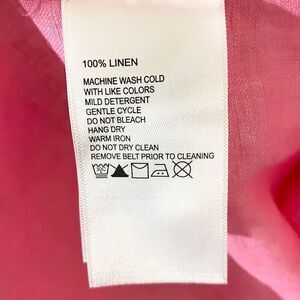 100% LINEN
MACHINE WASH COLD
WITH LIKE COLORS
MILD DETERGENT
GENTLE CYCLE
DO NOT BLEACH
HANG DRY
WARM IRON
DO NOT DRY CLEAN
REMOVE BELT PRIOR TO CLEANING